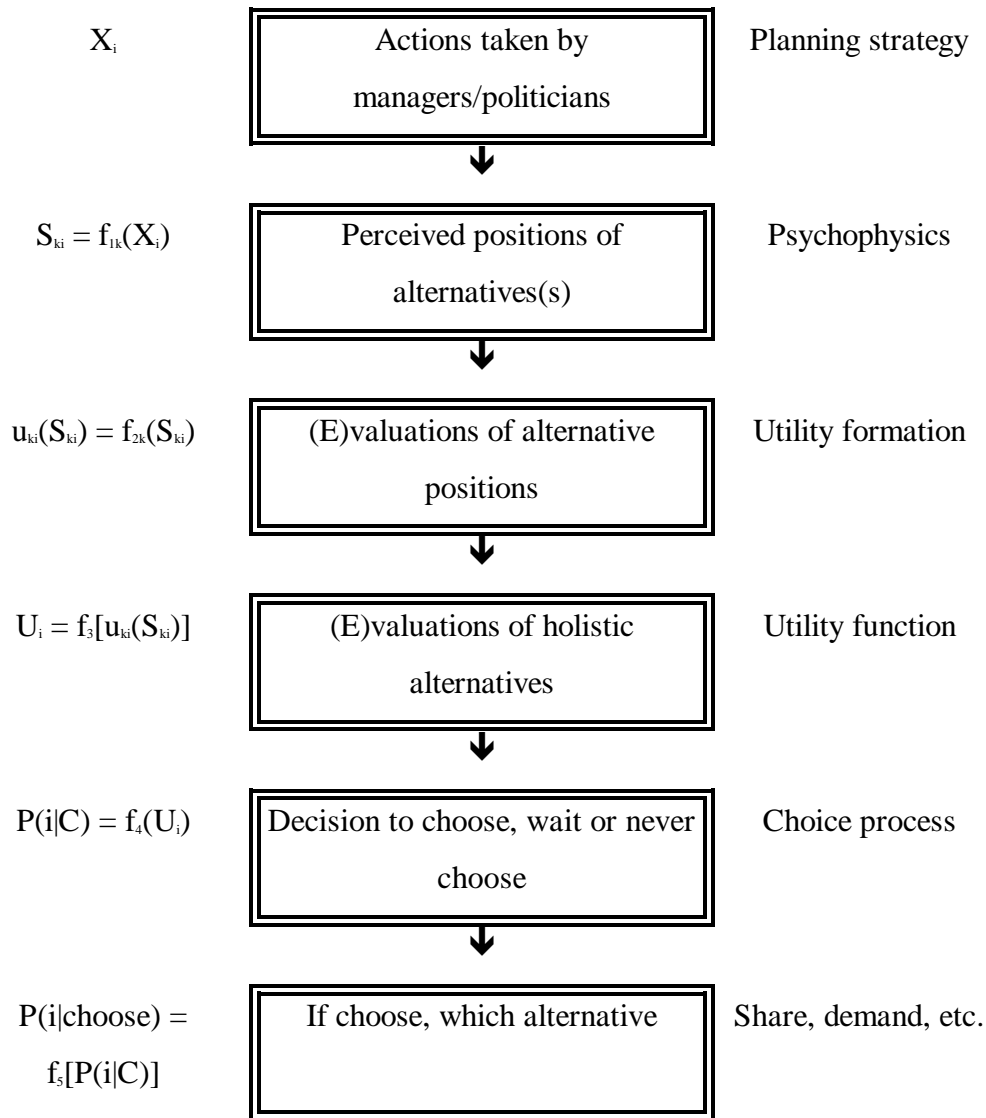 Xᵢ Actions taken by Planning strategy
managers/politicians
Sₖᵢ = f₁ₖ(Xᵢ) Perceived positions of Psychophysics
alternatives(s)
uₖᵢ(Sₖᵢ) = f₂ₖ(Sₖᵢ) (E)valuations of alternative Utility formation
positions
Uᵢ = f₃[uₖᵢ(Sₖᵢ)] (E)valuations of holistic Utility function
alternatives
P(i|C) = f₄(Uᵢ) Decision to choose, wait or never Choice process
choose
P(i|choose) = If choose, which alternative Share, demand, etc.
f₅[P(i|C)]